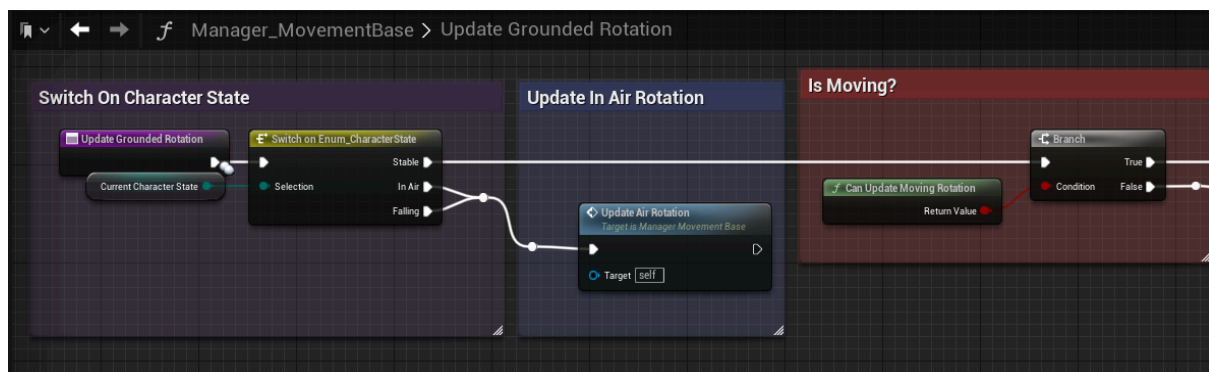 Manager_MovementBase > Update Grounded Rotation
Switch On Character State
Update In Air Rotation
Is Moving?
Update Grounded Rotation
Switch on Enum_CharacterState
Stable
Current Character State
Selection
In Air
Falling
Update Air Rotation
Target is Manager Movement Base
Target self
Branch
True
Can Update Moving Rotation
Condition
False
Return Value